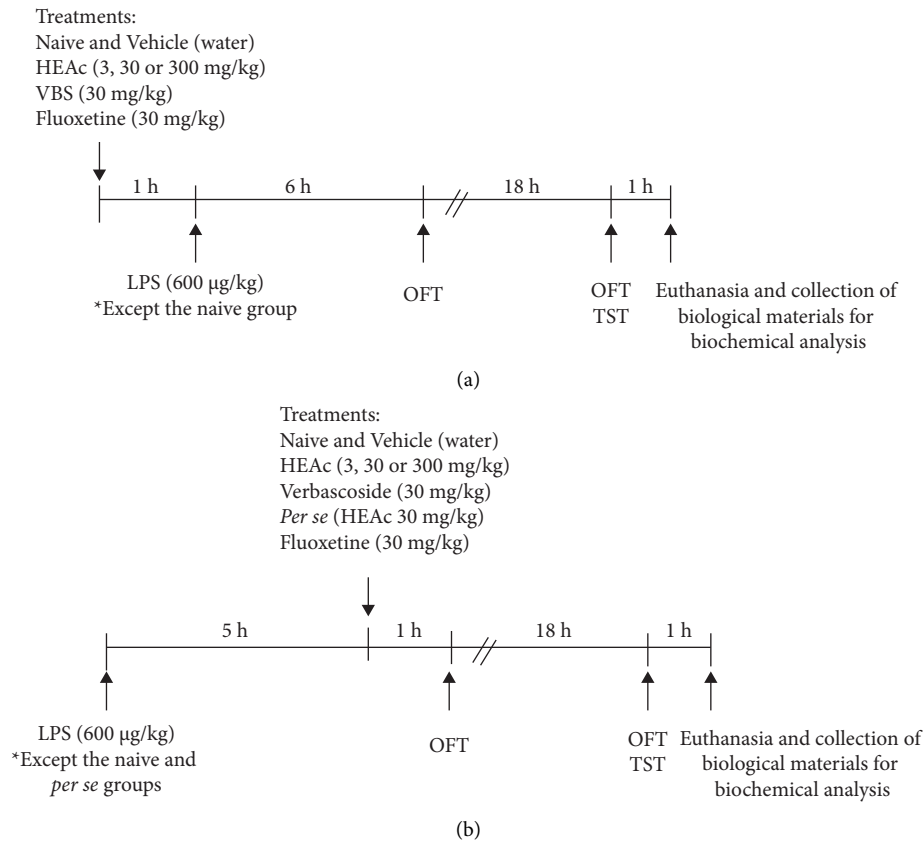 Treatments:
Naive and Vehicle (water)
HEAc (3, 30 or 300 mg/kg)
VBS (30 mg/kg)
Fluoxetine (30 mg/kg)
1 h
6 h
18 h
1 h
LPS (600 µg/kg)
*Except the naive group
OFT
OFT
TST
Euthanasia and collection of
biological materials for
biochemical analysis
(a)
Treatments:
Naive and Vehicle (water)
HEAc (3, 30 or 300 mg/kg)
Verbascoside (30 mg/kg)
Per se (HEAc 30 mg/kg)
Fluoxetine (30 mg/kg)
5 h
1 h
18 h
1 h
LPS (600 µg/kg)
*Except the naive and
per se groups
OFT
OFT
TST
Euthanasia and collection of
biological materials for
biochemical analysis
(b)